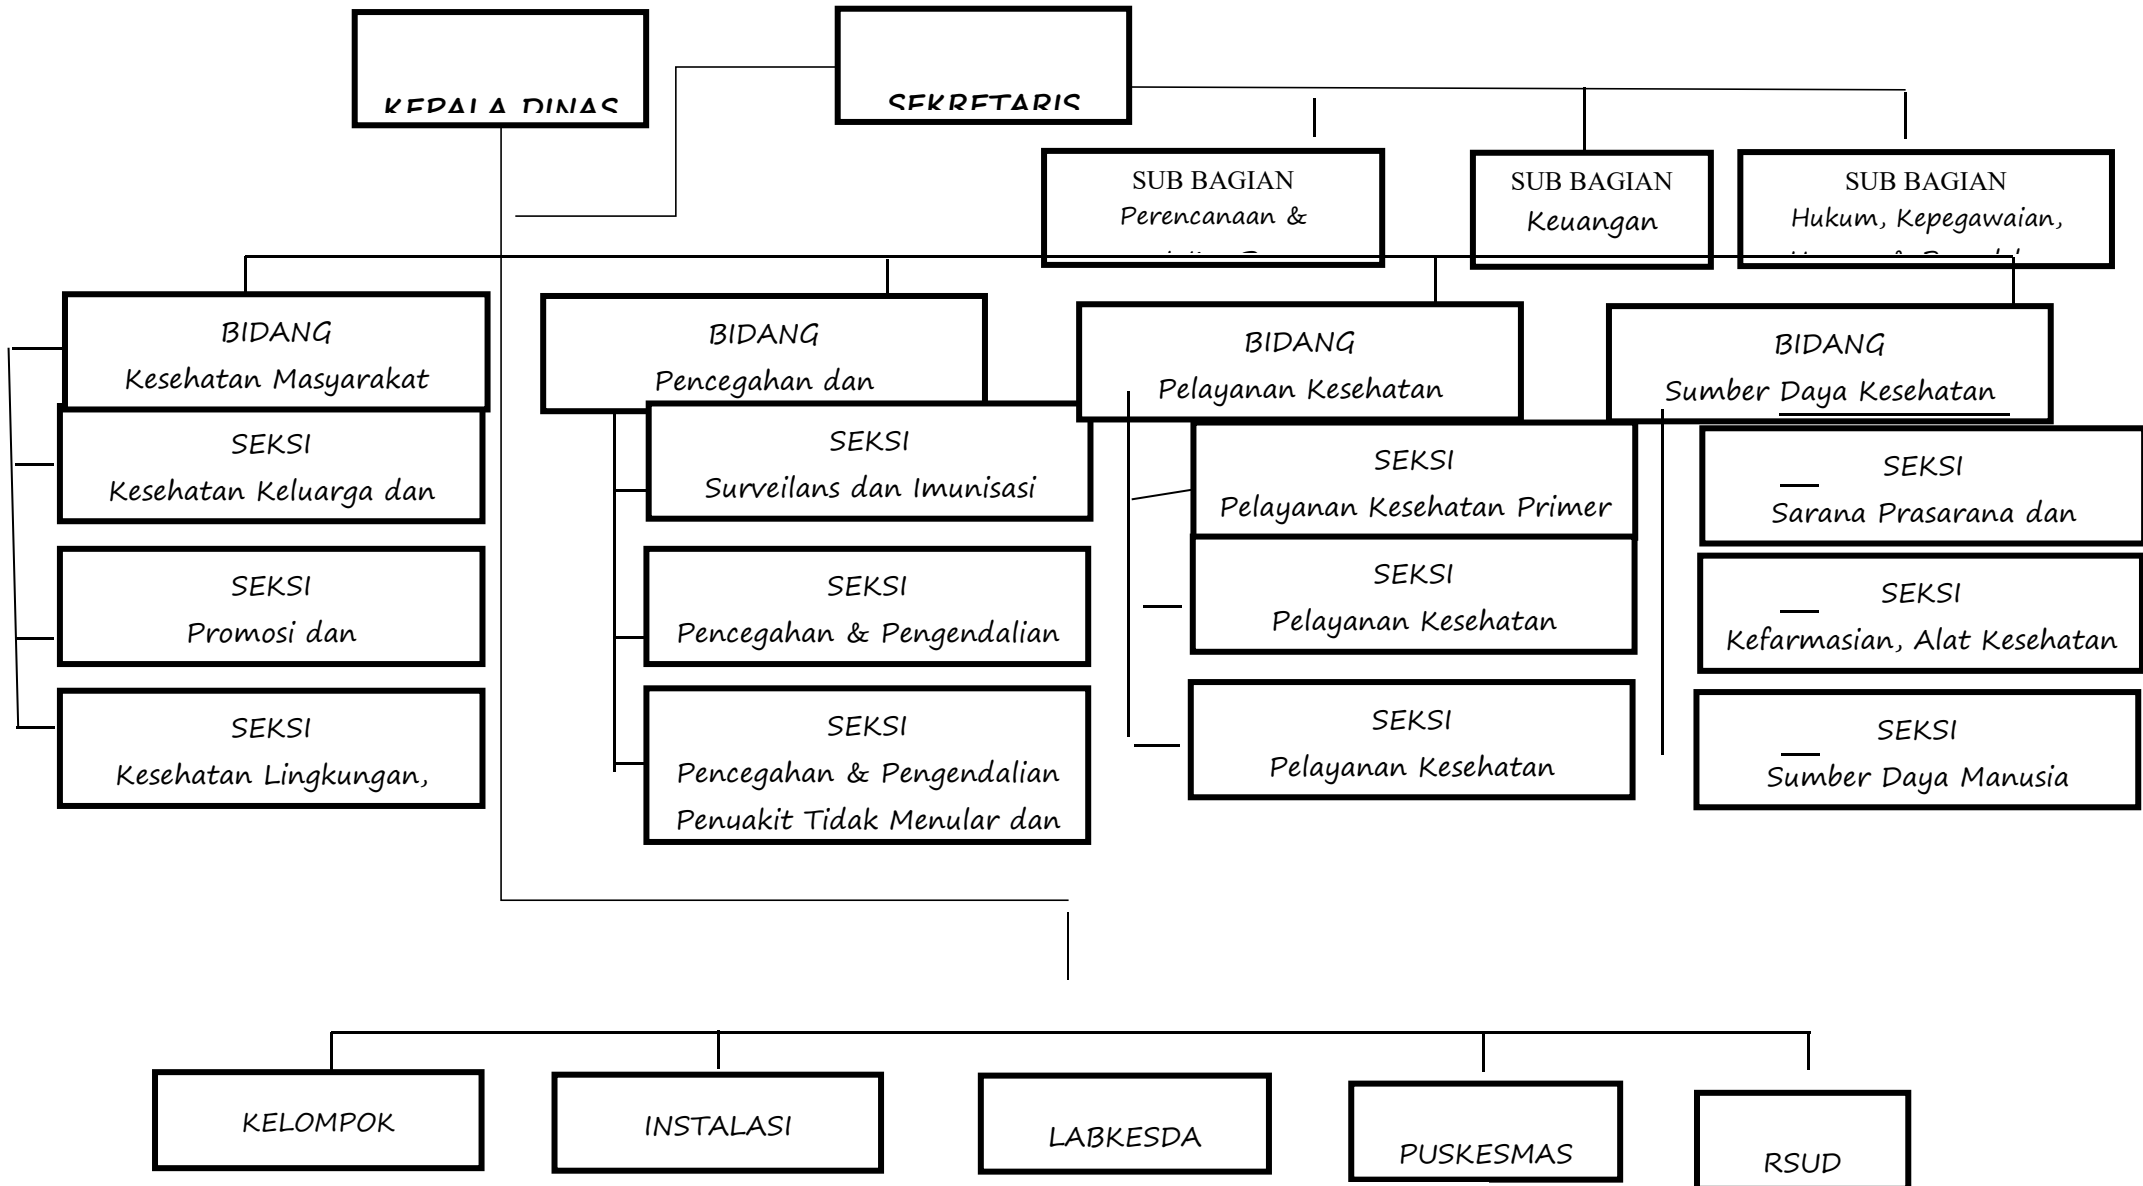 KEPALA DINAS
SEKRETARIS
SUB BAGIAN
Perencanaan &
SUB BAGIAN
Keuangan
SUB BAGIAN
Hukum, Kepegawaian,
BIDANG
Kesehatan Masyarakat
BIDANG
Pencegahan dan
BIDANG
Pelayanan Kesehatan
BIDANG
Sumber Daya Kesehatan
SEKSI
Kesehatan Keluarga dan
SEKSI
Promosi dan
SEKSI
Kesehatan Lingkungan,
SEKSI
Surveilans dan Imunisasi
SEKSI
Pencegahan & Pengendalian
SEKSI
Pencegahan & Pengendalian
Penyakit Tidak Menular dan
SEKSI
Pelayanan Kesehatan Primer
SEKSI
Pelayanan Kesehatan
SEKSI
Pelayanan Kesehatan
SEKSI
Sarana Prasarana dan
SEKSI
Kefarmasian, Alat Kesehatan
SEKSI
Sumber Daya Manusia
KELOMPOK
INSTALASI
LABKESDA
PUSKESMAS
RSUD